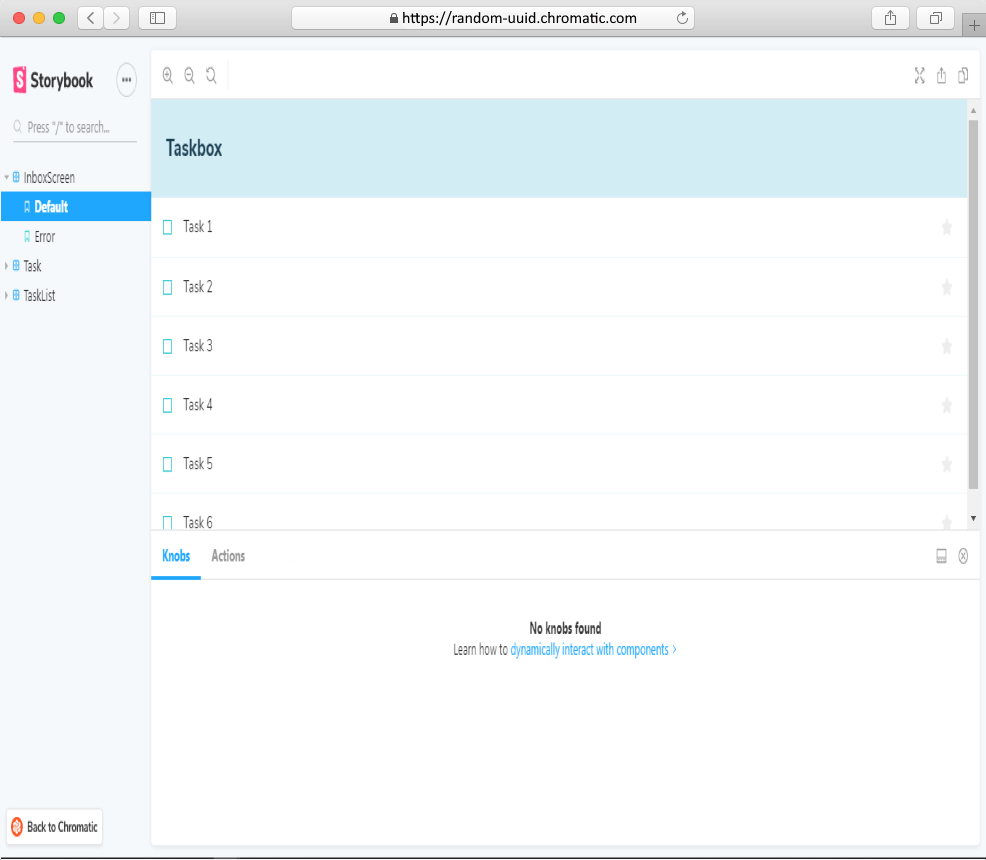 https://random-uuid.chromatic.com
Storybook
Press "/" to search...
InboxScreen
Default
Error
Task
TaskList
Back to Chromatic
Taskbox
Task 1
Task 2
Task 3
Task 4
Task 5
Task 6
Knobs Actions
No knobs found
Learn how to dynamically interact with components